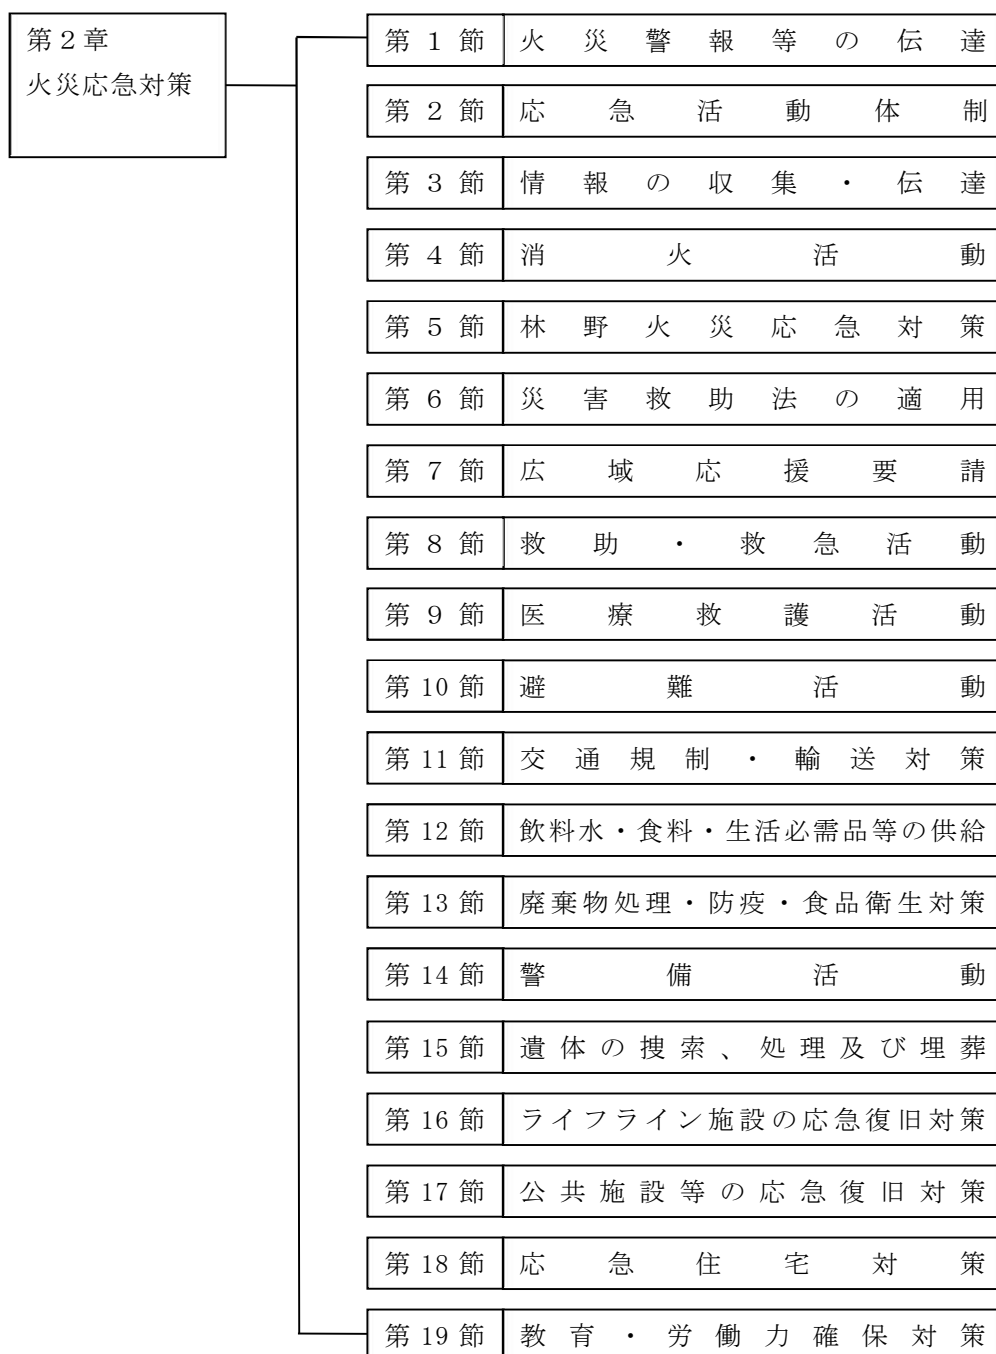 第２章
火災応急対策
第１節 火災警報等の伝達
第２節 応急活動体制
第３節 情報の収集・伝達
第４節 消火活動
第５節 林野火災応急対策
第６節 災害救助法の適用
第７節 広域応援要請
第８節 救助・救急活動
第９節 医療救護活動
第10節 避難活動
第11節 交通規制・輸送対策
第12節 飲料水・食料・生活必需品等の供給
第13節 廃棄物処理・防疫・食品衛生対策
第14節 警備活動
第15節 遺体の捜索、処理及び埋葬
第16節 ライフライン施設の応急復旧対策
第17節 公共施設等の応急復旧対策
第18節 応急住宅対策
第19節 教育・労働力確保対策